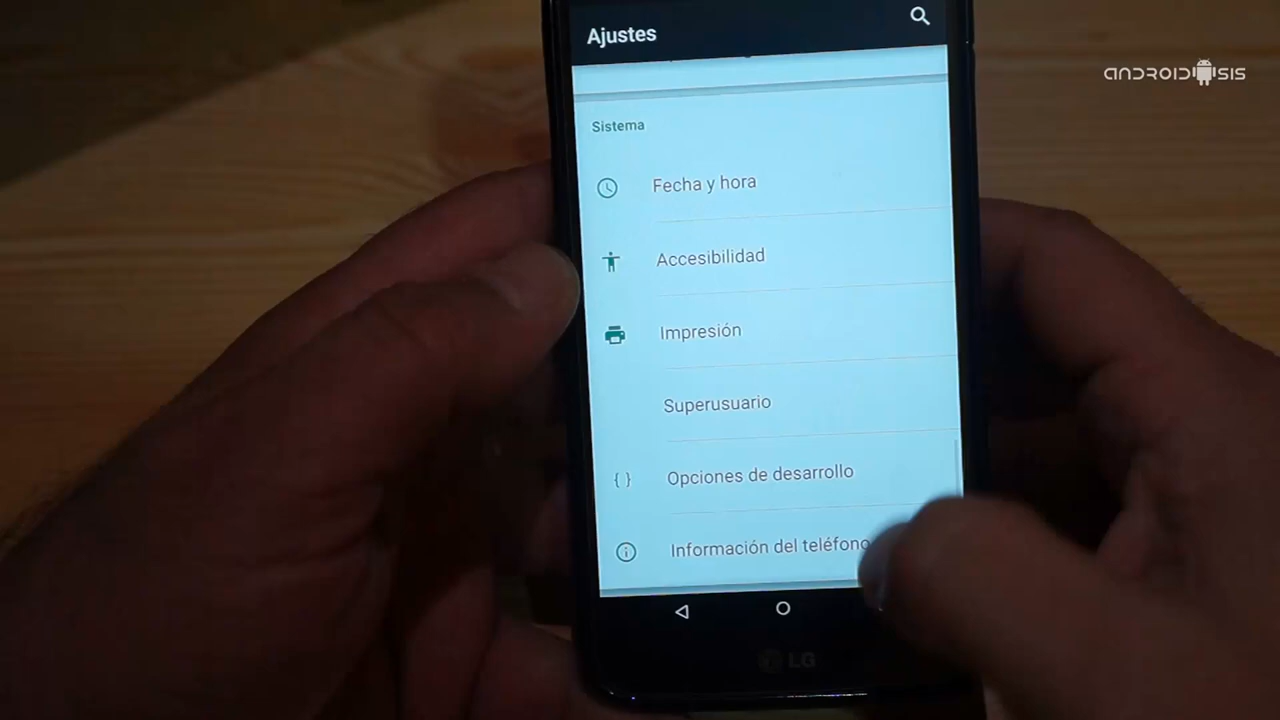 Ajustes
ANDROIDSIS
Sistema
Fecha y hora
Accesibilidad
Impresión
Superusuario
{ } Opciones de desarrollo
Información del teléfono
LG